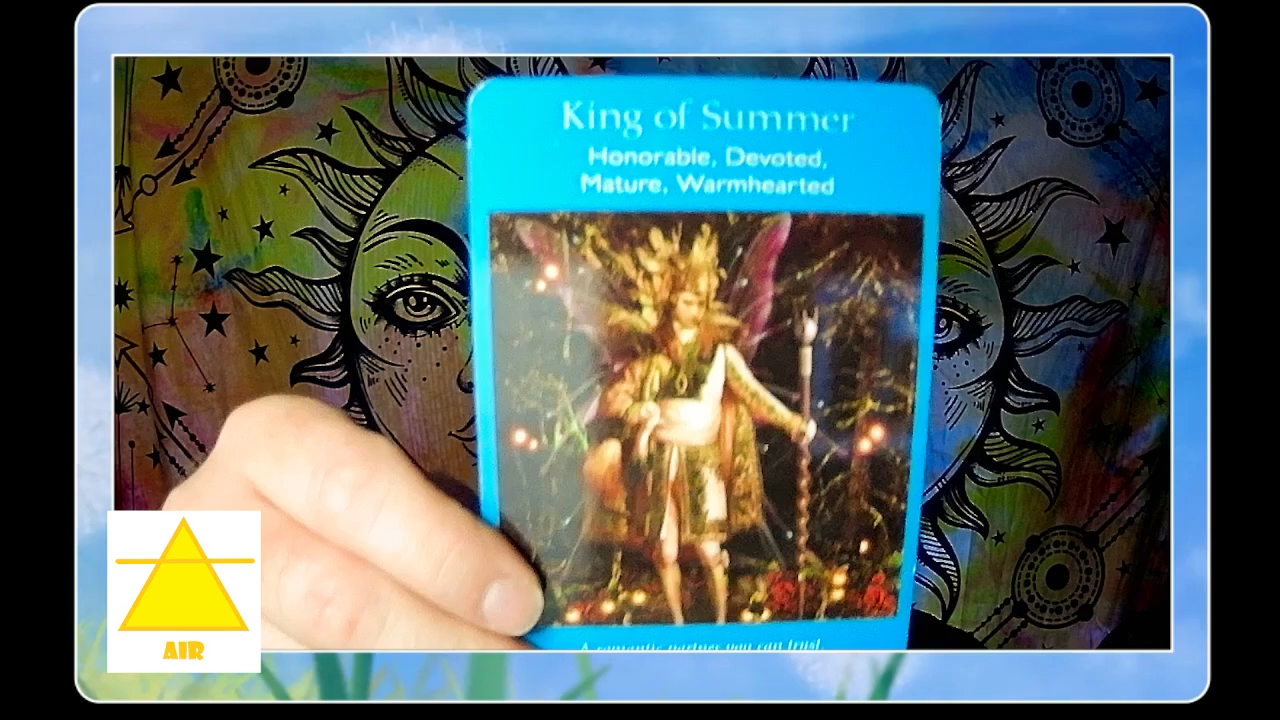 King of Summer
Honorable, Devoted,
Mature, Warmhearted
A romantic partner you can trust.
AIR